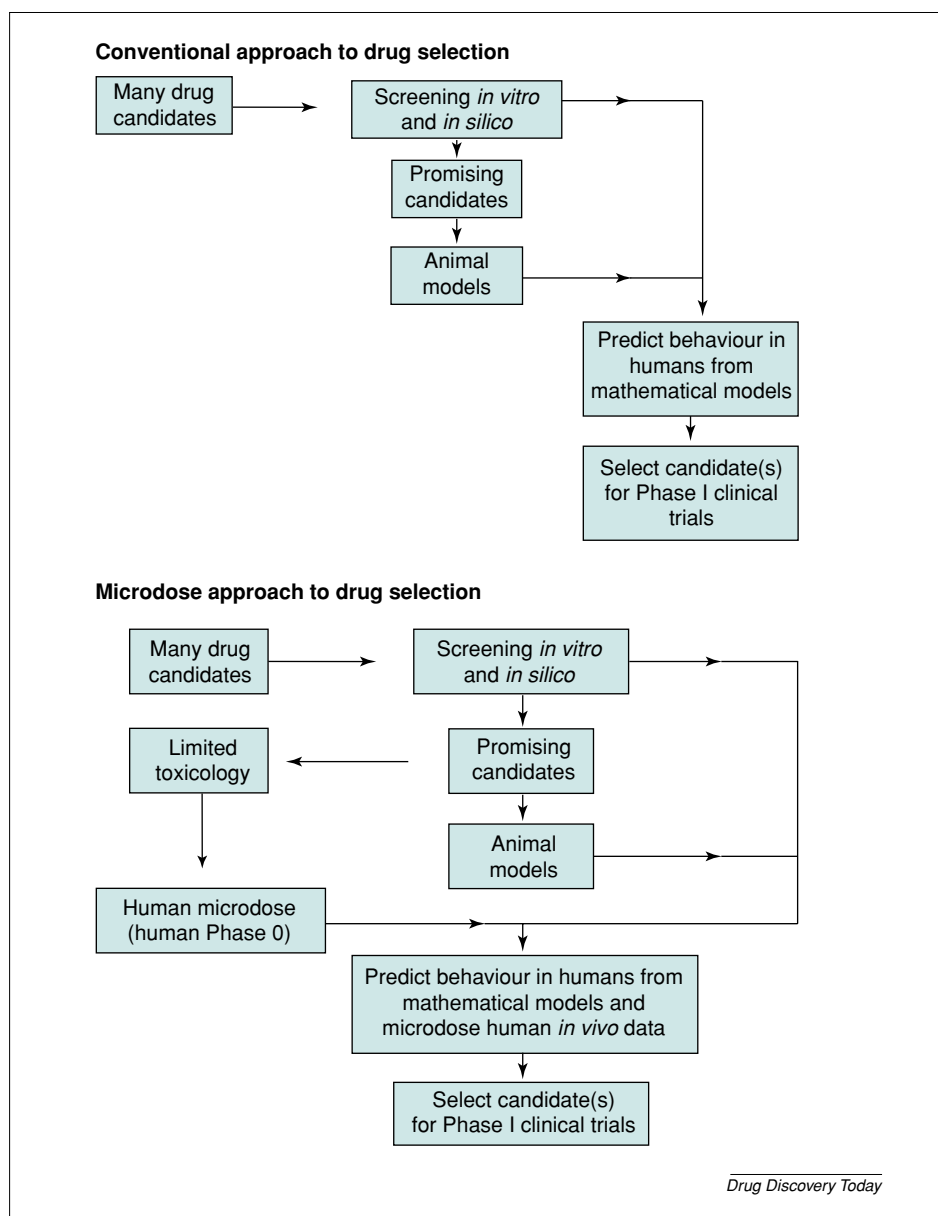 Conventional approach to drug selection
Many drug
candidates
Screening in vitro
and in silico
Promising
candidates
Animal
models
Predict behaviour in
humans from
mathematical models
Select candidate(s)
for Phase I clinical
trials
Microdose approach to drug selection
Many drug
candidates
Screening in vitro
and in silico
Limited
toxicology
Promising
candidates
Animal
models
Human microdose
(human Phase 0)
Predict behaviour in humans from
mathematical models and
microdose human in vivo data
Select candidate(s)
for Phase I clinical trials
Drug Discovery Today